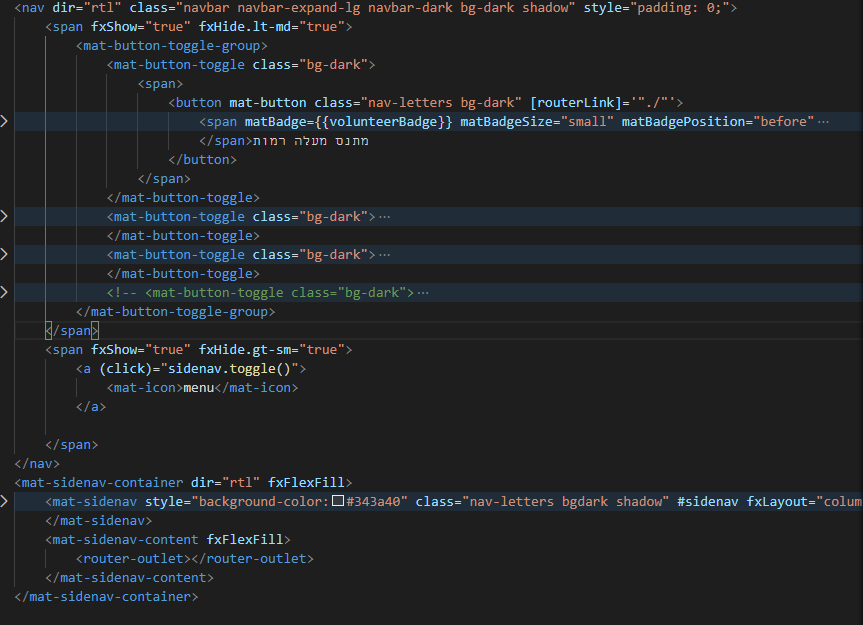 <nav dir="rtl" class="navbar navbar-expand-lg navbar-dark bg-dark shadow" style="padding: 0;">
<span fxShow="true" fxHide.lt-md="true">
<mat-button-toggle-group>
<mat-button-toggle class="bg-dark">
<span>
<button mat-button class="nav-letters bg-dark" [routerLink]='"./"'>
<span matBadge={{volunteerBadge}} matBadgeSize="small" matBadgePosition="before"···
</span>מתנס מעלה רמות
</button>
</span>
</mat-button-toggle>
<mat-button-toggle class="bg-dark">···
</mat-button-toggle>
<mat-button-toggle class="bg-dark">···
</mat-button-toggle>
<!-- <mat-button-toggle class="bg-dark">···
</mat-button-toggle-group>
</span>
<span fxShow="true" fxHide.gt-sm="true">
<a (click)="sidenav.toggle()">
<mat-icon>menu</mat-icon>
</a>
</span>
</nav>
<mat-sidenav-container dir="rtl" fxFlexFill>
<mat-sidenav style="background-color:#343a40" class="nav-letters bgdark shadow" #sidenav fxLayout="colum
</mat-sidenav>
<mat-sidenav-content fxFlexFill>
<router-outlet></router-outlet>
</mat-sidenav-content>
</mat-sidenav-container>